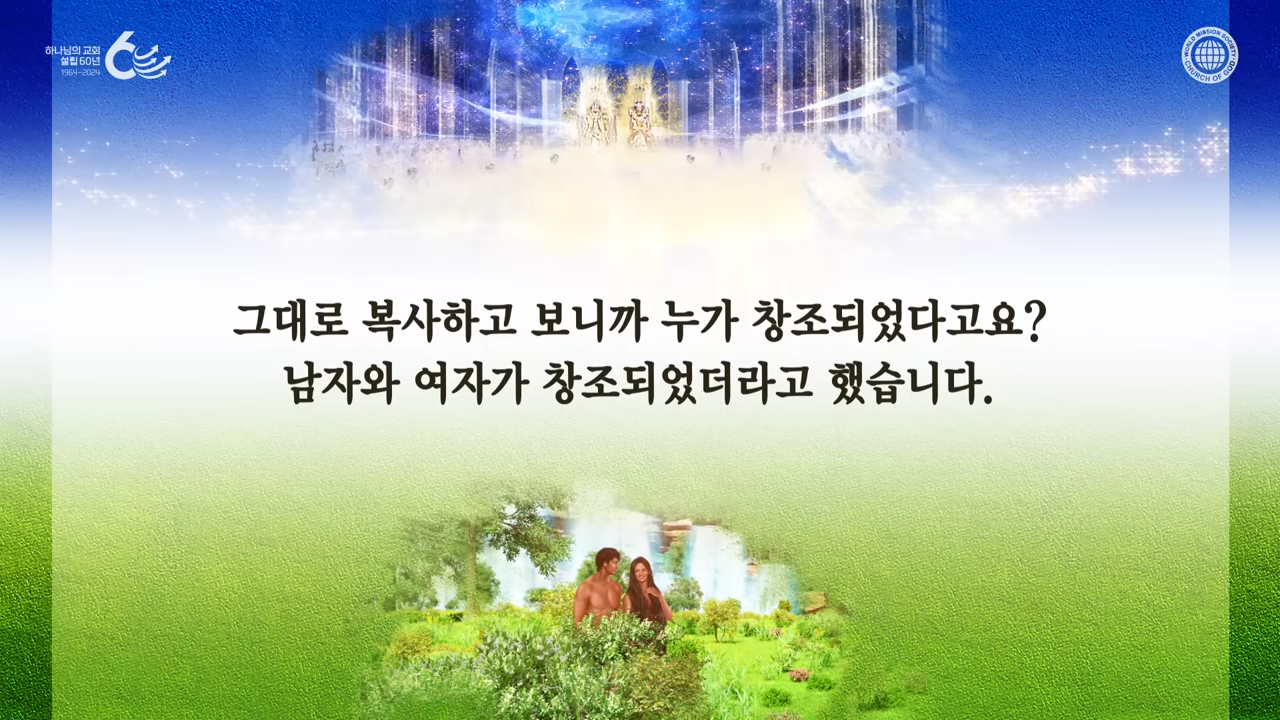 하나님의 교회
설립 60년
1964-2024
60
WORLD MISSION SOCIETY
CHURCH OF GOD
그대로 복사하고 보니까 누가 창조되었다고요?
남자와 여자가 창조되었더라고 했습니다.